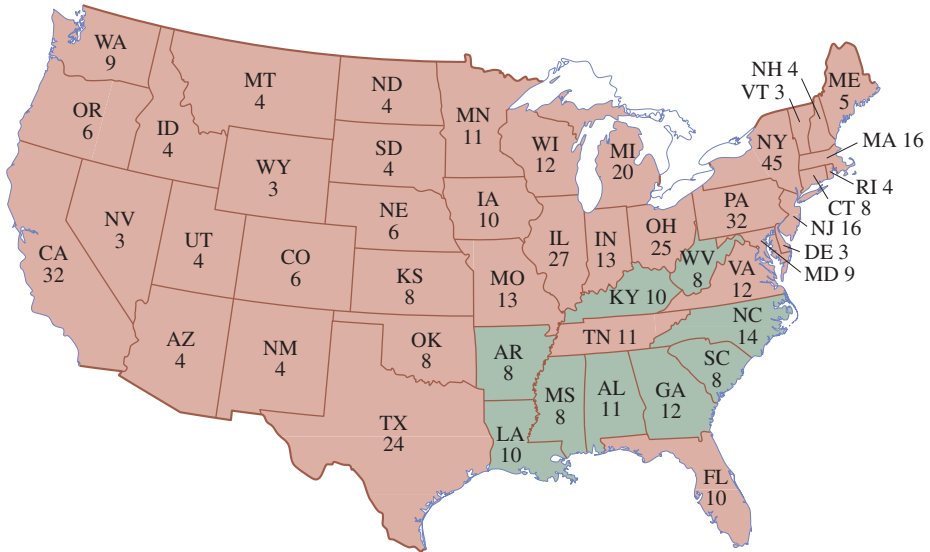 WA
9
OR
6
CA
32
NV
3
ID
4
MT
4
WY
3
UT
4
AZ
4
CO
6
NM
4
ND
4
SD
4
NE
6
KS
8
OK
8
TX
24
MN
11
IA
10
MO
13
AR
8
LA
10
WI
12
IL
27
MI
20
IN
13
OH
25
KY 10
TN 11
MS
8
AL
11
GA
12
FL
10
SC
8
NC
14
VA
12
WV
8
PA
32
NY
45
VT 3
NH 4
ME
5
MA 16
RI 4
CT 8
NJ 16
DE 3
MD 9